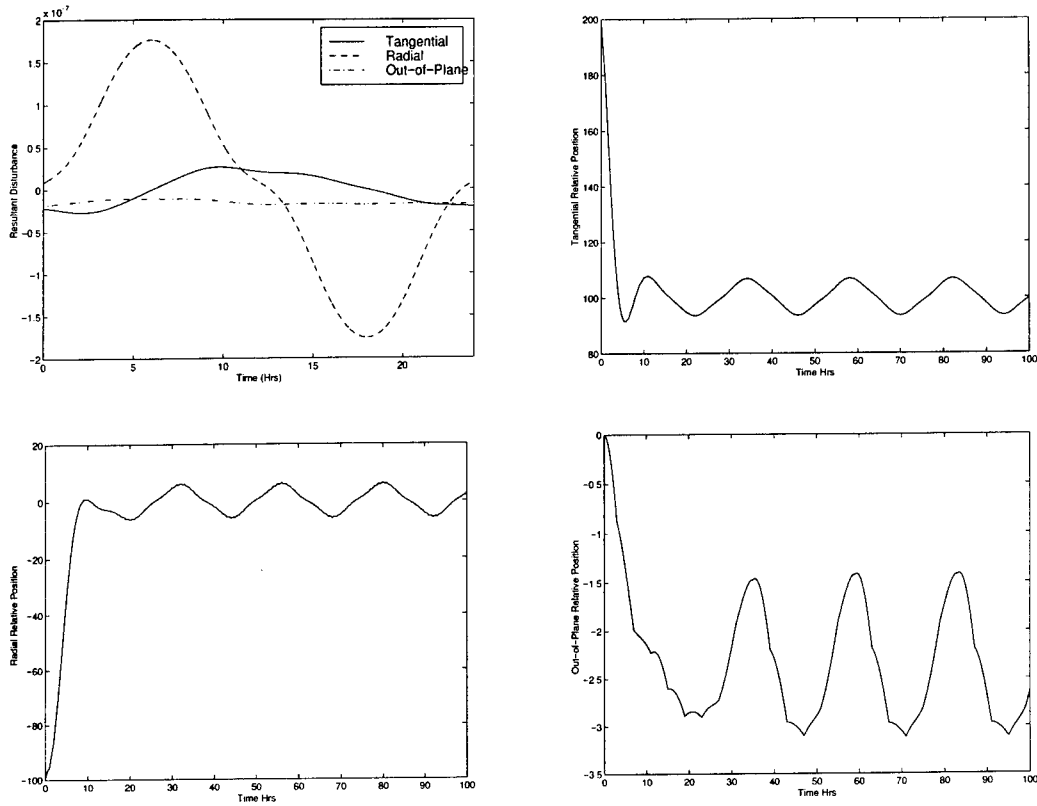 x 10⁻⁷
2
1.5
1
0.5
0
-0.5
-1
-1.5
-2
Resultant Disturbance
Tangential
Radial
Out-of-Plane
0 5 10 15 20
Time (Hrs)
200
180
160
140
120
100
80
Tangential Relative Position
0 10 20 30 40 50 60 70 80 90 100
Time Hrs
20
0
-20
-40
-60
-80
-100
Radial Relative Position
0 10 20 30 40 50 60 70 80 90 100
Time Hrs
0
-0.5
-1
-1.5
-2
-2.5
-3
-3.5
Out-of-Plane Relative Position
0 10 20 30 40 50 60 70 80 90 100
Time Hrs